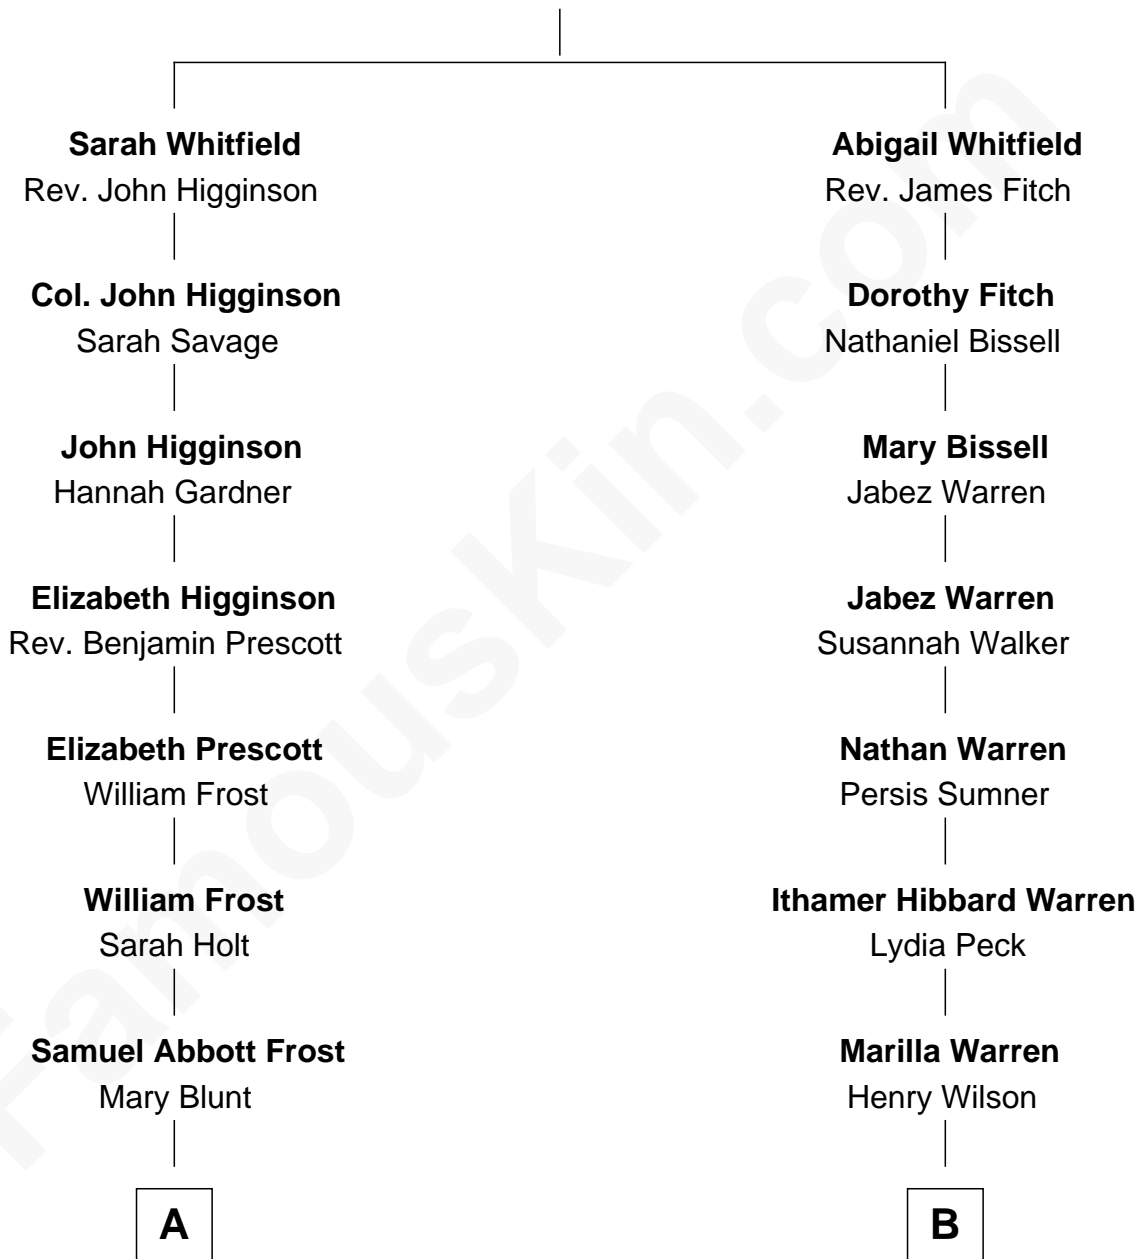 Sarah Whitfield
Rev. John Higginson
Col. John Higginson
Sarah Savage
John Higginson
Hannah Gardner
Elizabeth Higginson
Rev. Benjamin Prescott
Elizabeth Prescott
William Frost
William Frost
Sarah Holt
Samuel Abbott Frost
Mary Blunt
A
Abigail Whitfield
Rev. James Fitch
Dorothy Fitch
Nathaniel Bissell
Mary Bissell
Jabez Warren
Jabez Warren
Susannah Walker
Nathan Warren
Persis Sumner
Ithamer Hibbard Warren
Lydia Peck
Marilla Warren
Henry Wilson
B
FamousKin.com